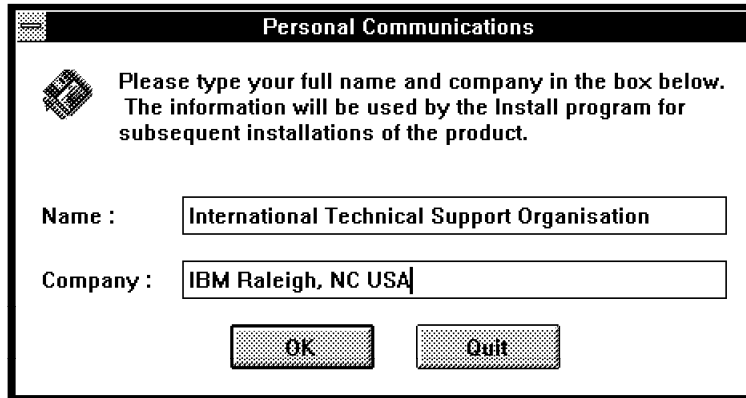 Personal Communications
Please type your full name and company in the box below.
The information will be used by the Install program for
subsequent installations of the product.
Name : International Technical Support Organisation
Company : IBM Raleigh, NC USA
OK Quit